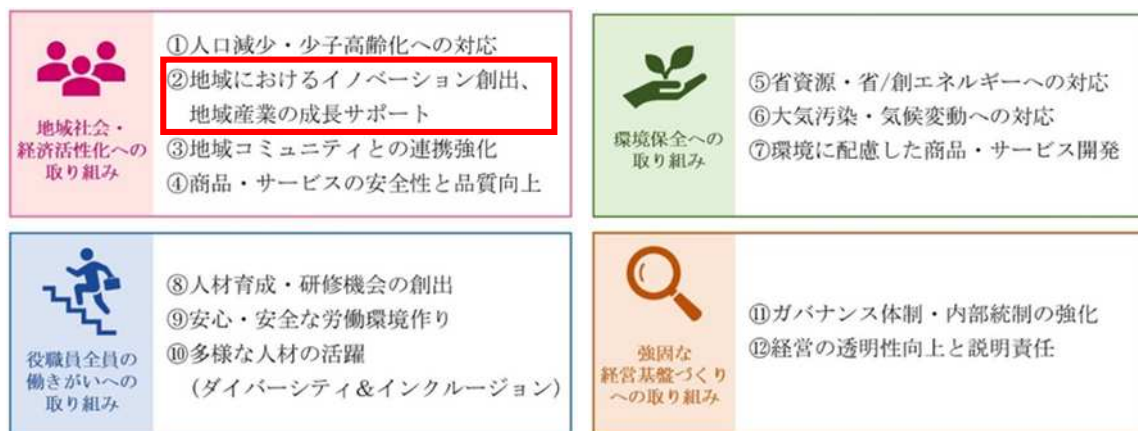 地域社会・
経済活性化への
取り組み
①人口減少・少子高齢化への対応
②地域におけるイノベーション創出、
地域産業の成長サポート
③地域コミュニティとの連携強化
④商品・サービスの安全性と品質向上
環境保全への
取り組み
⑤省資源・省/創エネルギーへの対応
⑥大気汚染・気候変動への対応
⑦環境に配慮した商品・サービス開発
役職員全員の
働きがいへの
取り組み
⑧人材育成・研修機会の創出
⑨安心・安全な労働環境作り
⑩多様な人材の活躍
(ダイバーシティ&インクルージョン)
強固な
経営基盤づくり
への取り組み
⑪ガバナンス体制・内部統制の強化
⑫経営の透明性向上と説明責任